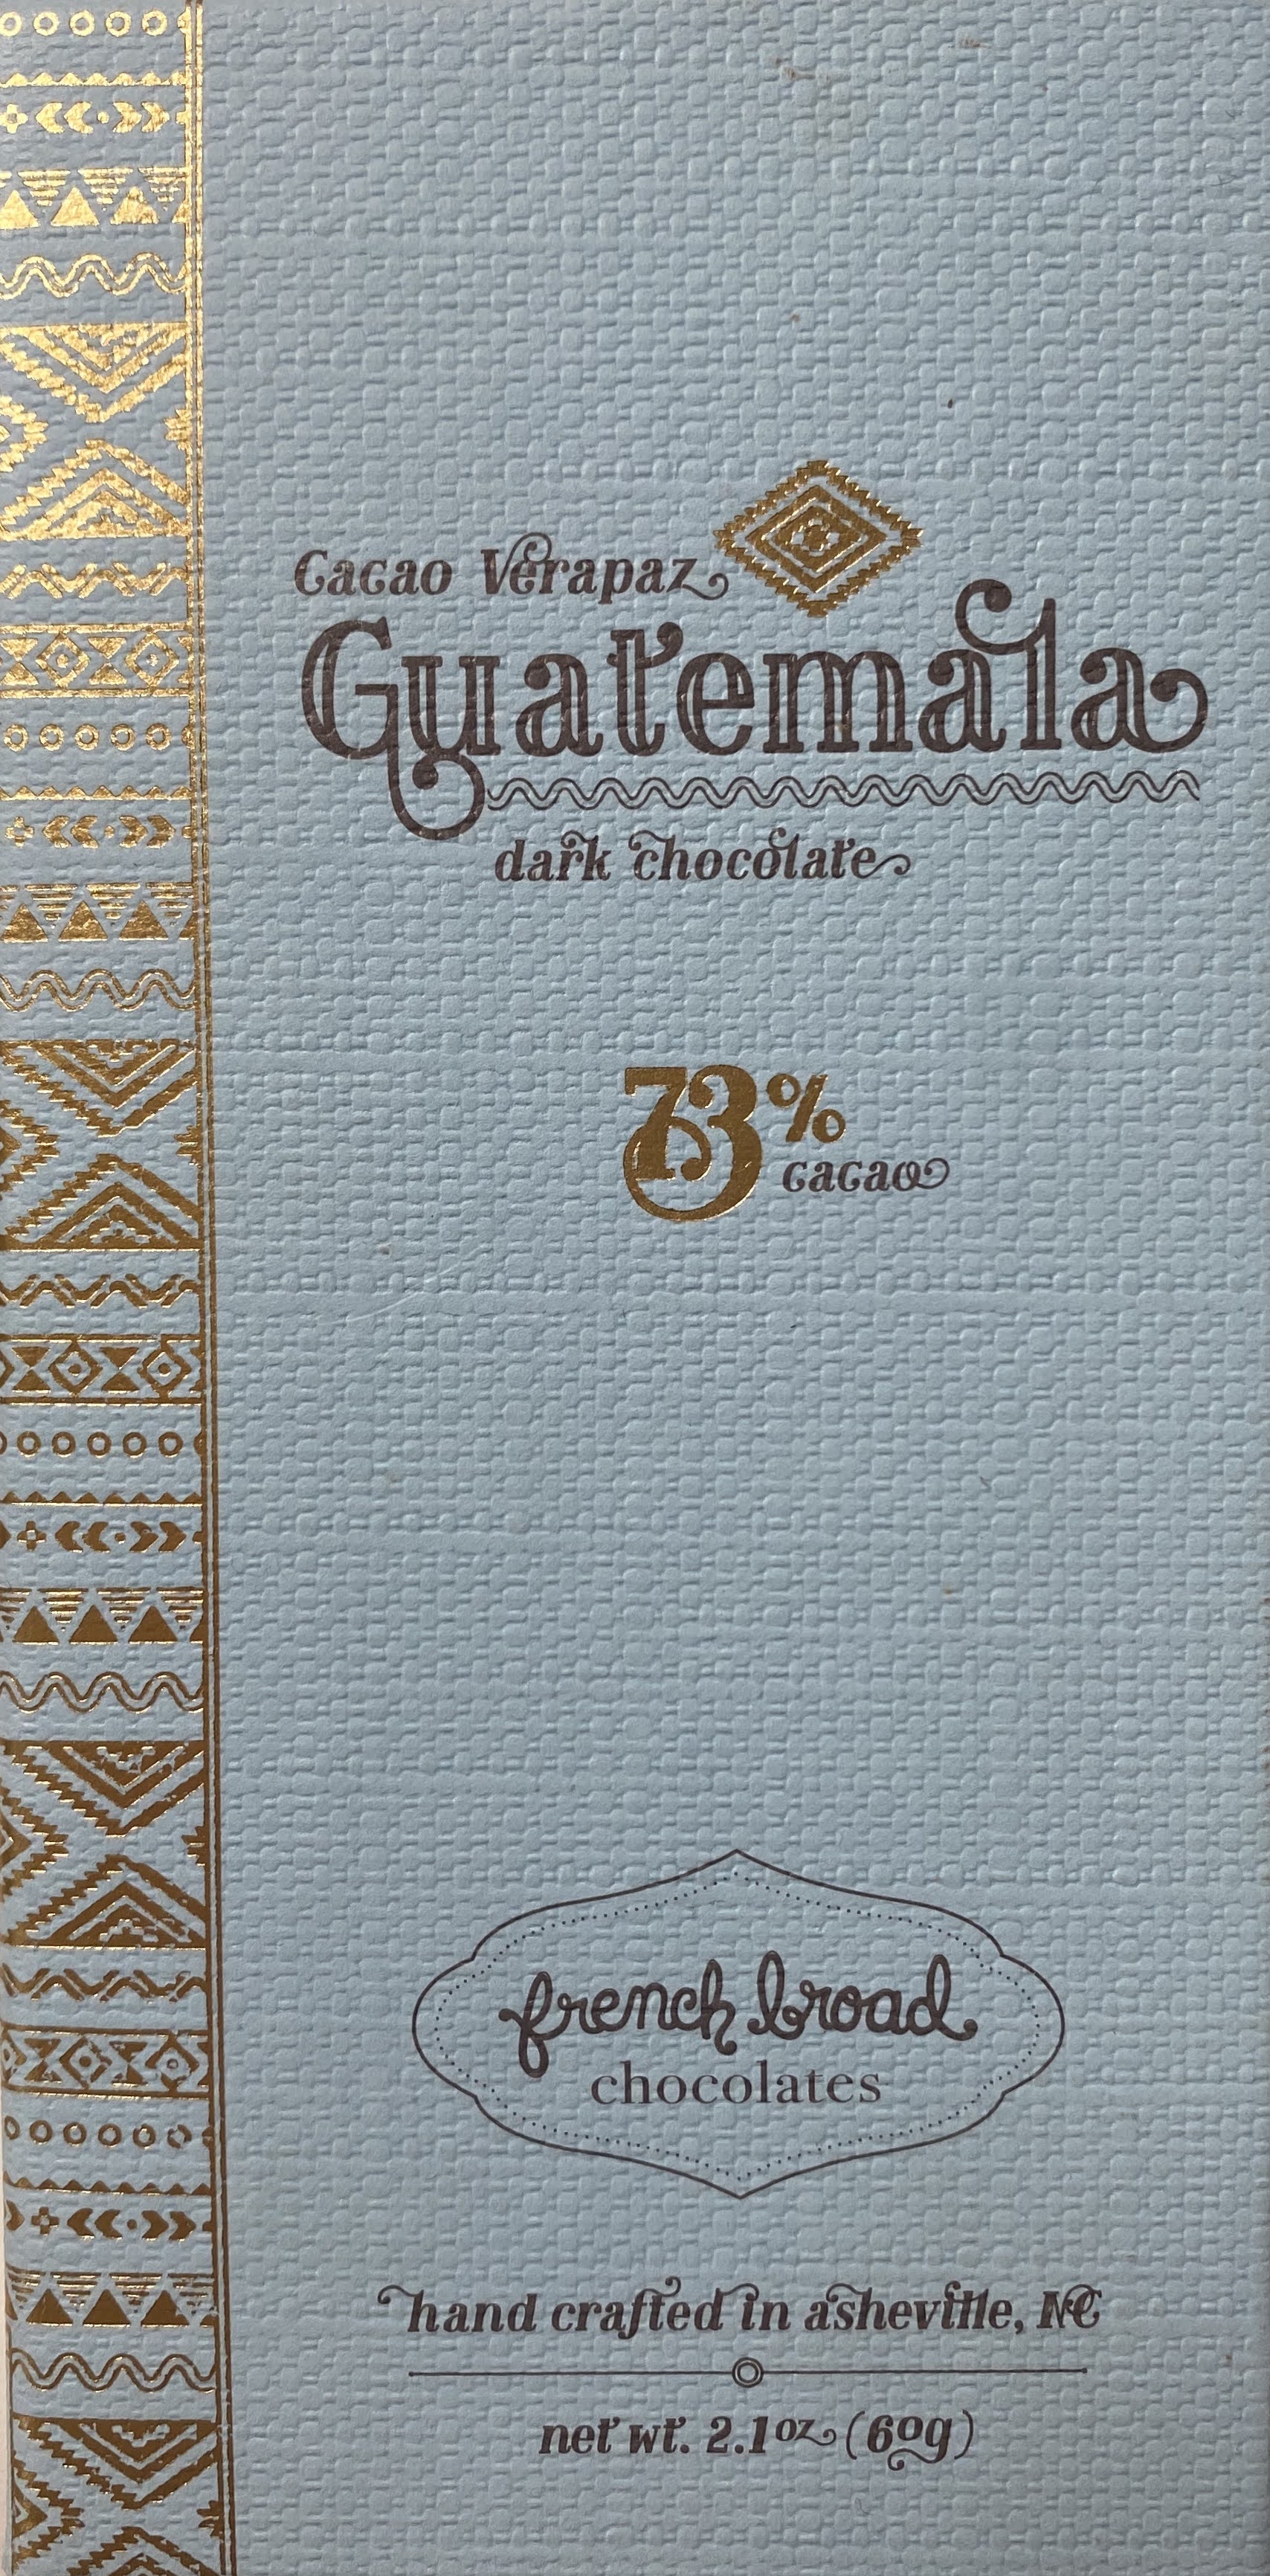 Cacao Verapaz
Guatemala
dark chocolate
73%
cacao
french broad
chocolates
hand crafted in asheville, NC
net wt. 2.1oz (60g)